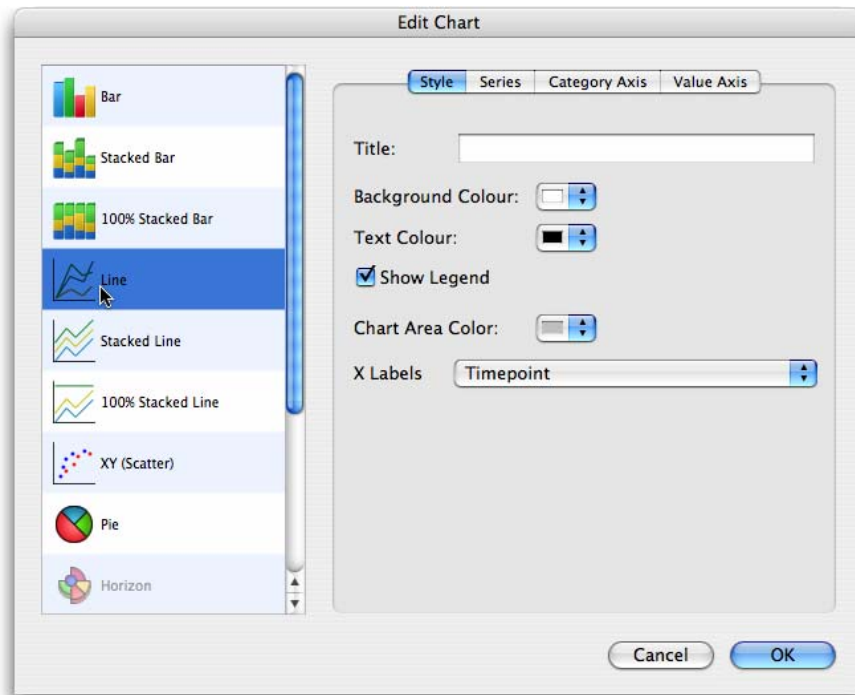 Edit Chart
Bar
Stacked Bar
100% Stacked Bar
Line
Stacked Line
100% Stacked Line
XY (Scatter)
Pie
Horizon
Style Series Category Axis Value Axis
Title:
Background Colour:
Text Colour:
Show Legend
Chart Area Color:
X Labels Timepoint
Cancel OK